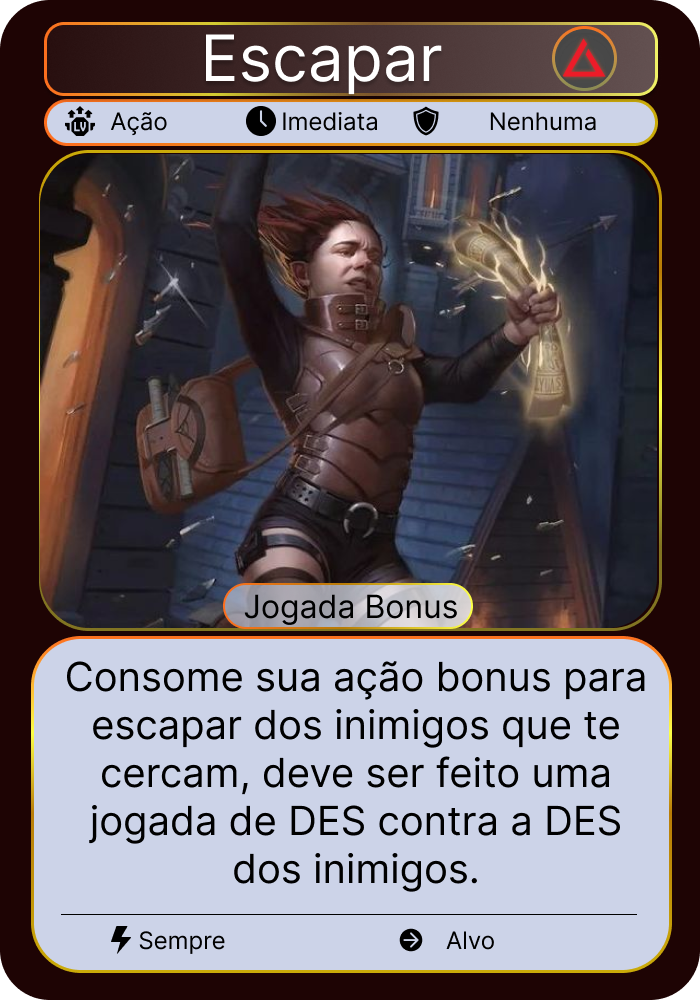 Escapar
LV Ação Imediata Nenhuma
Jogada Bonus
Consome sua ação bonus para
escapar dos inimigos que te
cercam, deve ser feito uma
jogada de DES contra a DES
dos inimigos.
Sempre Alvo